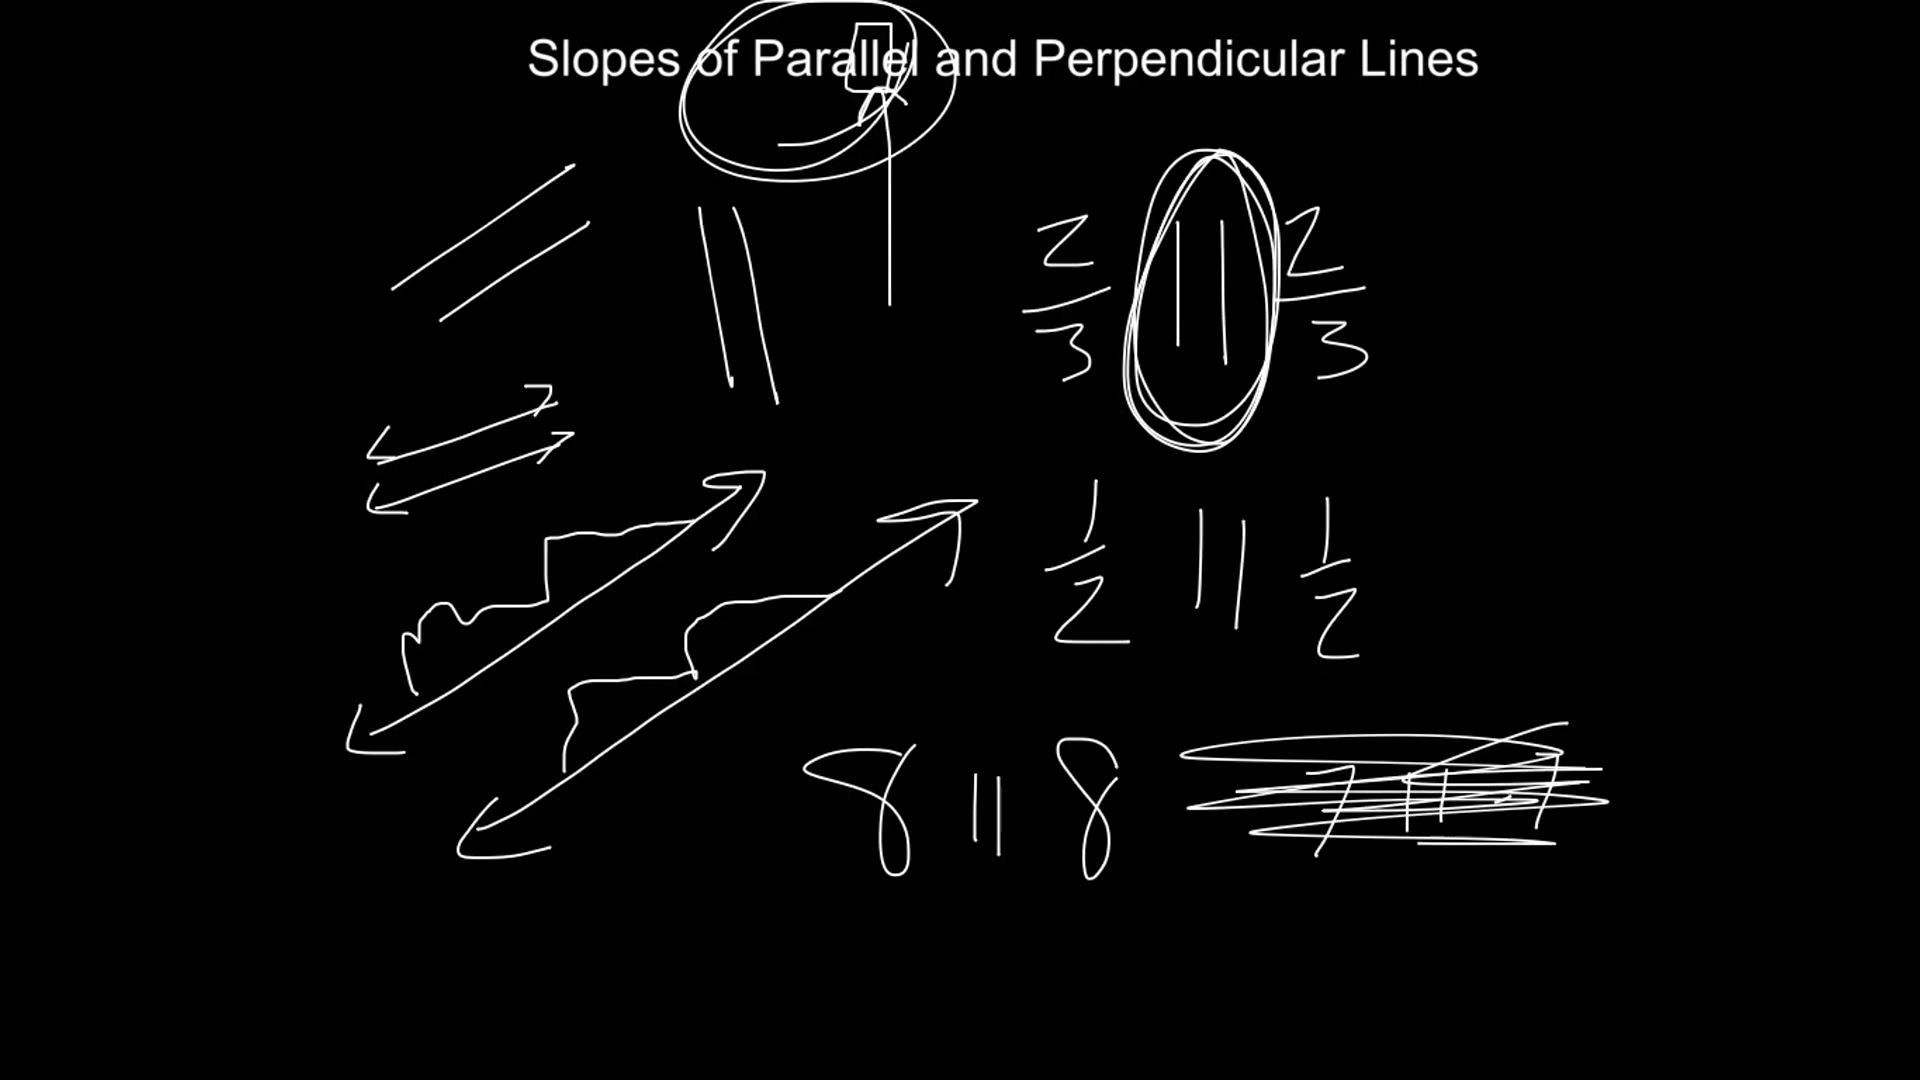 Slopes of Parallel and Perpendicular Lines
2/3 || 2/3
1/2 || 1/2
8 || 8